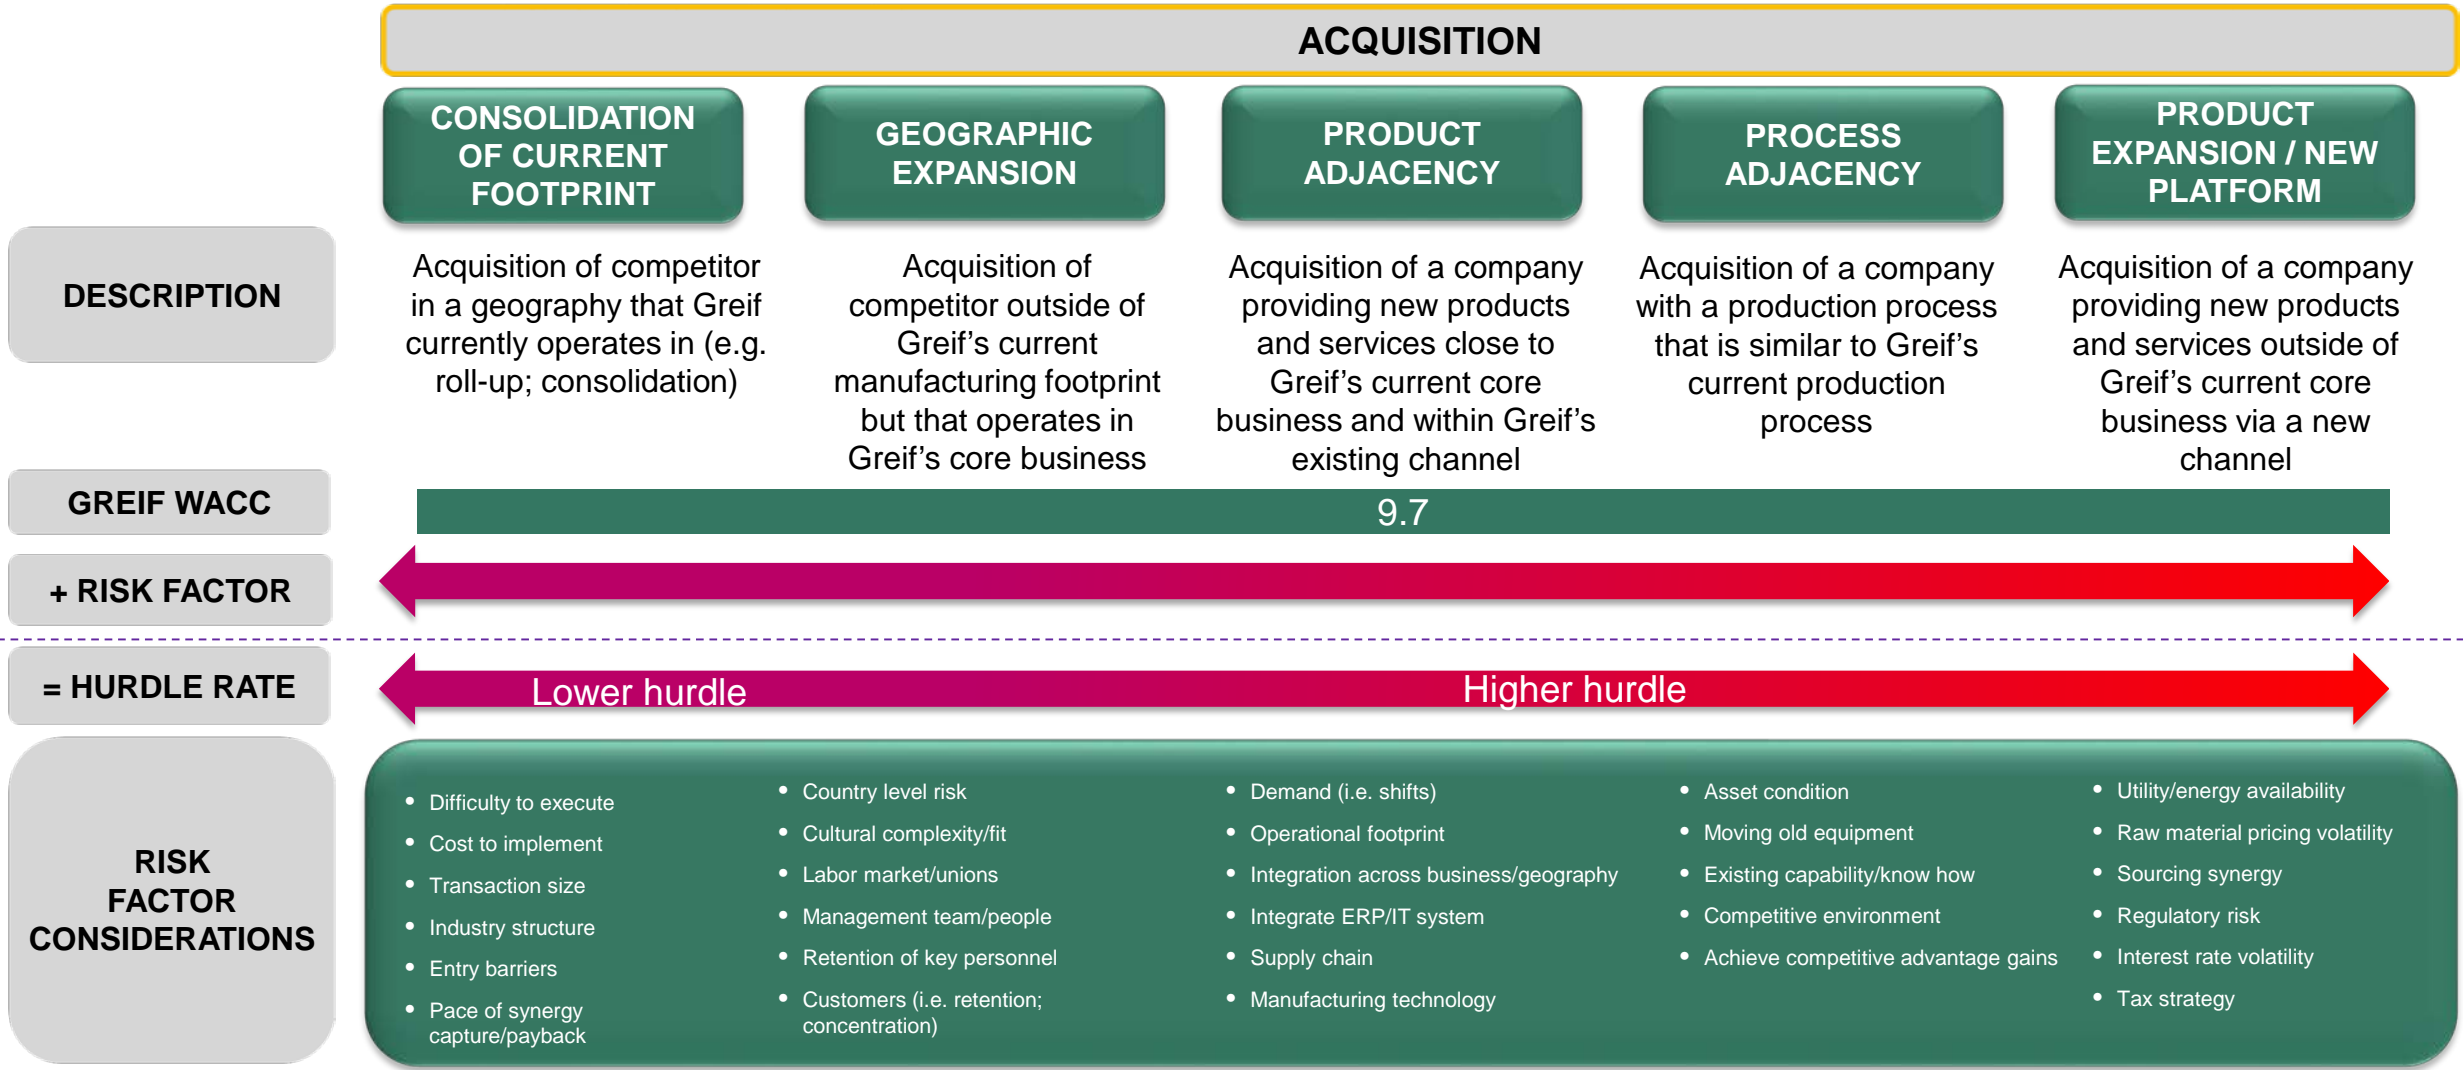 ACQUISITION
CONSOLIDATION
OF CURRENT
FOOTPRINT
GEOGRAPHIC
EXPANSION
PRODUCT
ADJACENCY
PROCESS
ADJACENCY
PRODUCT
EXPANSION / NEW
PLATFORM
DESCRIPTION
Acquisition of competitor
in a geography that Greif
currently operates in (e.g.
roll-up; consolidation)
Acquisition of
competitor outside of
Greif’s current
manufacturing footprint
but that operates in
Greif’s core business
Acquisition of a company
providing new products
and services close to
Greif’s current core
business and within Greif’s
existing channel
Acquisition of a company
with a production process
that is similar to Greif’s
current production
process
Acquisition of a company
providing new products
and services outside of
Greif’s current core
business via a new
channel
GREIF WACC
9.7
+ RISK FACTOR
= HURDLE RATE
Lower hurdle
Higher hurdle
RISK
FACTOR
CONSIDERATIONS
• Difficulty to execute
• Cost to implement
• Transaction size
• Industry structure
• Entry barriers
• Pace of synergy
capture/payback
• Country level risk
• Cultural complexity/fit
• Labor market/unions
• Management team/people
• Retention of key personnel
• Customers (i.e. retention;
concentration)
• Demand (i.e. shifts)
• Operational footprint
• Integration across business/geography
• Integrate ERP/IT system
• Supply chain
• Manufacturing technology
• Asset condition
• Moving old equipment
• Existing capability/know how
• Competitive environment
• Achieve competitive advantage gains
• Utility/energy availability
• Raw material pricing volatility
• Sourcing synergy
• Regulatory risk
• Interest rate volatility
• Tax strategy